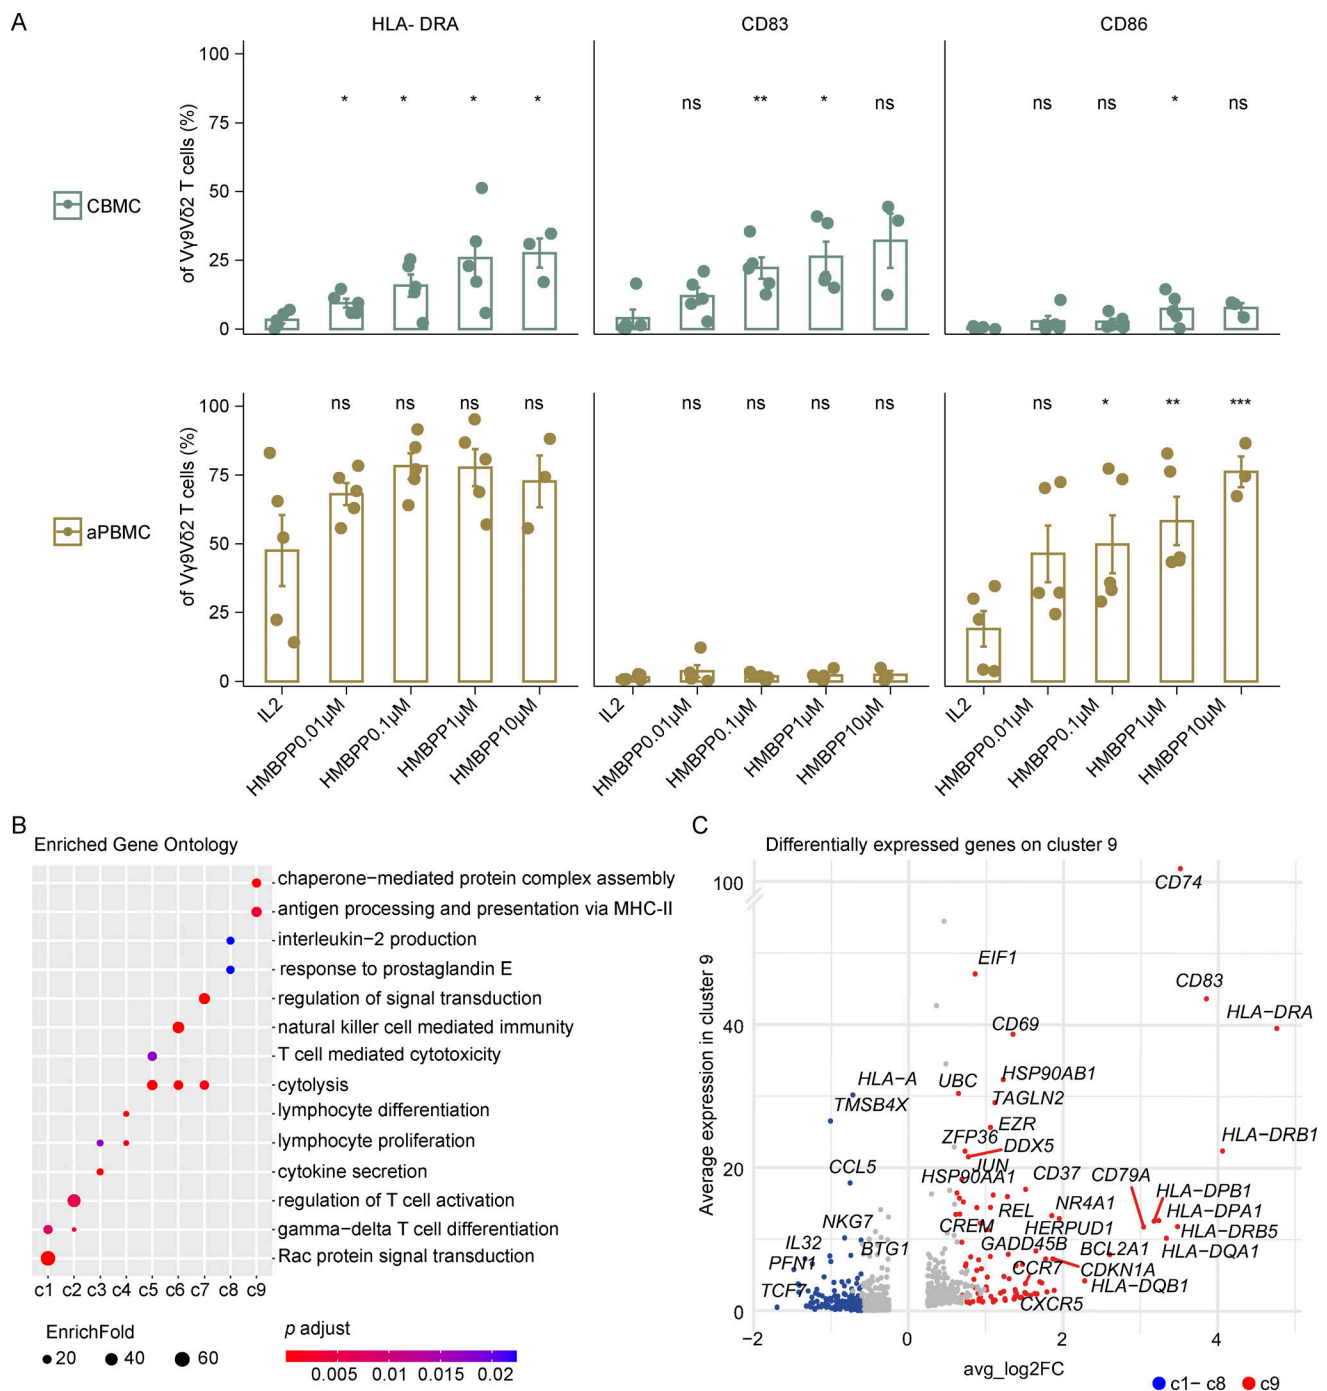 A
HLA- DRA
CD83
CD86
of Vγ9Vδ2 T cells (%)
100
75
50
25
0
* * * *
ns ** * ns
ns ns * ns
CBMC
of Vγ9Vδ2 T cells (%)
100
75
50
25
0
ns ns ns ns
ns ns ns ns
ns * ** ***
aPBMC
IL2 HMBPP0.01μM HMBPP0.1μM HMBPP1μM HMBPP10μM
IL2 HMBPP0.01μM HMBPP0.1μM HMBPP1μM HMBPP10μM
IL2 HMBPP0.01μM HMBPP0.1μM HMBPP1μM HMBPP10μM
B
Enriched Gene Ontology
chaperone−mediated protein complex assembly
antigen processing and presentation via MHC-II
interleukin−2 production
response to prostaglandin E
regulation of signal transduction
natural killer cell mediated immunity
T cell mediated cytotoxicity
cytolysis
lymphocyte differentiation
lymphocyte proliferation
cytokine secretion
regulation of T cell activation
gamma−delta T cell differentiation
Rac protein signal transduction
c1 c2 c3 c4 c5 c6 c7 c8 c9
EnrichFold
20 40 60
p adjust
0.005 0.01 0.015 0.02
C
Differentially expressed genes on cluster 9
Average expression in cluster 9
100
40
20
0
CD74
EIF1
CD83
HLA−DRA
CD69
HLA−A
UBC
HSP90AB1
TMSB4X
TAGLN2
EZR
ZFP36
DDX5
HLA−DRB1
CCL5
JUN
HSP90AA1
CD37
CD79A
HLA−DPB1
NR4A1
REL
HLA−DPA1
NKG7
CREM
HERPUD1
HLA−DRB5
IL32
BTG1
GADD45B
BCL2A1
HLA−DQA1
PFN1
CCR7
CDKN1A
TCF7
HLA−DQB1
CXCR5
−2 0 2 4
avg_log2FC
c1− c8 c9